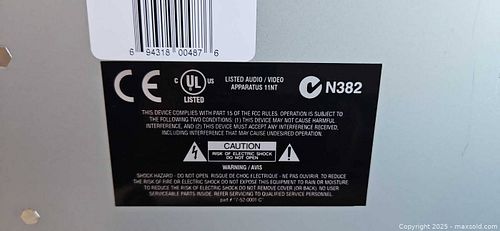 6 94318 00487 6
CE
C UL US
LISTED
LISTED AUDIO / VIDEO
APPARATUS 11NT
N382
THIS DEVICE COMPLIES WITH PART 15 OF THE FCC RULES. OPERATION IS SUBJECT TO
THE FOLLOWING TWO CONDITIONS: (1) THIS DEVICE MAY NOT CAUSE HARMFUL
INTERFERENCE, AND (2) THIS DEVICE MUST ACCEPT ANY INTERFERENCE RECEIVED,
INCLUDING INTERFERENCE THAT MAY CAUSE UNDESIRED OPERATION.
CAUTION
RISK OF ELECTRIC SHOCK
DO NOT OPEN
WARNING / AVIS
SHOCK HAZARD - DO NOT OPEN. RISQUE DE CHOC ELECTRIQUE - NE PAS OUVRIR. TO REDUCE
THE RISK OF FIRE OR ELECTRIC SHOCK DO NOT EXPOSE THIS EQUIPMENT TO RAIN OR MOISTURE.
TO REDUCE THE RISK OF ELECTRIC SHOCK DO NOT REMOVE COVER (OR BACK). NO USER
SERVICEABLE PARTS INSIDE. REFER SERVICING TO QUALIFIED SERVICE PERSONNEL.
part #
Copyright 2025 - maxsold.com